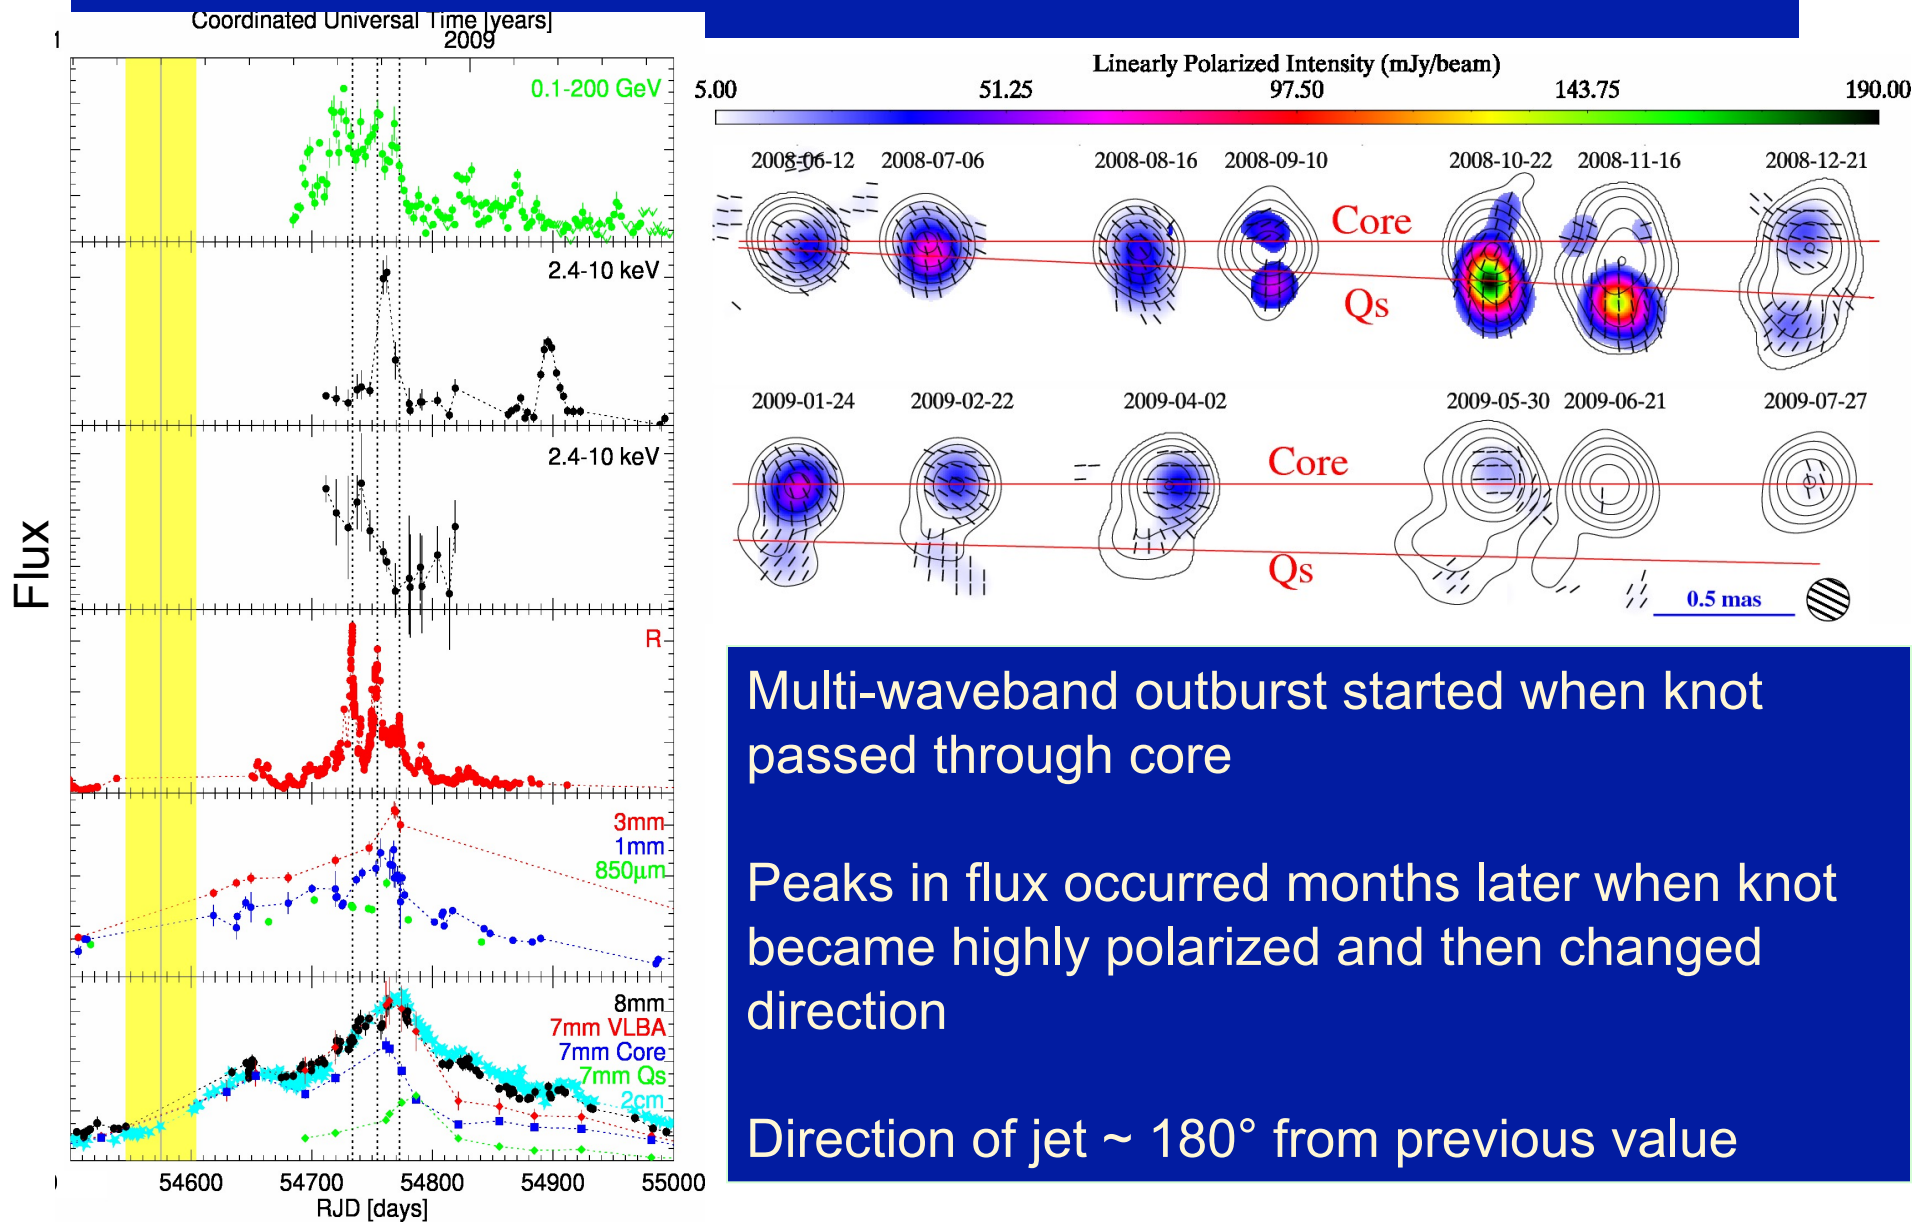 Coordinated Universal Time [years]
2009
0.1-200 GeV
2.4-10 keV
2.4-10 keV
R
3mm
1mm
850μm
8mm
7mm VLBA
7mm Core
7mm Qs
2cm
Flux
54600 54700 54800 54900 55000
RJD [days]
Linearly Polarized Intensity (mJy/beam)
5.00 51.25 97.50 143.75 190.00
2008-06-12 2008-07-06 2008-08-16 2008-09-10 2008-10-22 2008-11-16 2008-12-21
Core
Qs
2009-01-24 2009-02-22 2009-04-02 2009-05-30 2009-06-21 2009-07-27
Core
Qs
0.5 mas
Multi-waveband outburst started when knot
passed through core
Peaks in flux occurred months later when knot
became highly polarized and then changed
direction
Direction of jet ~ 180° from previous value